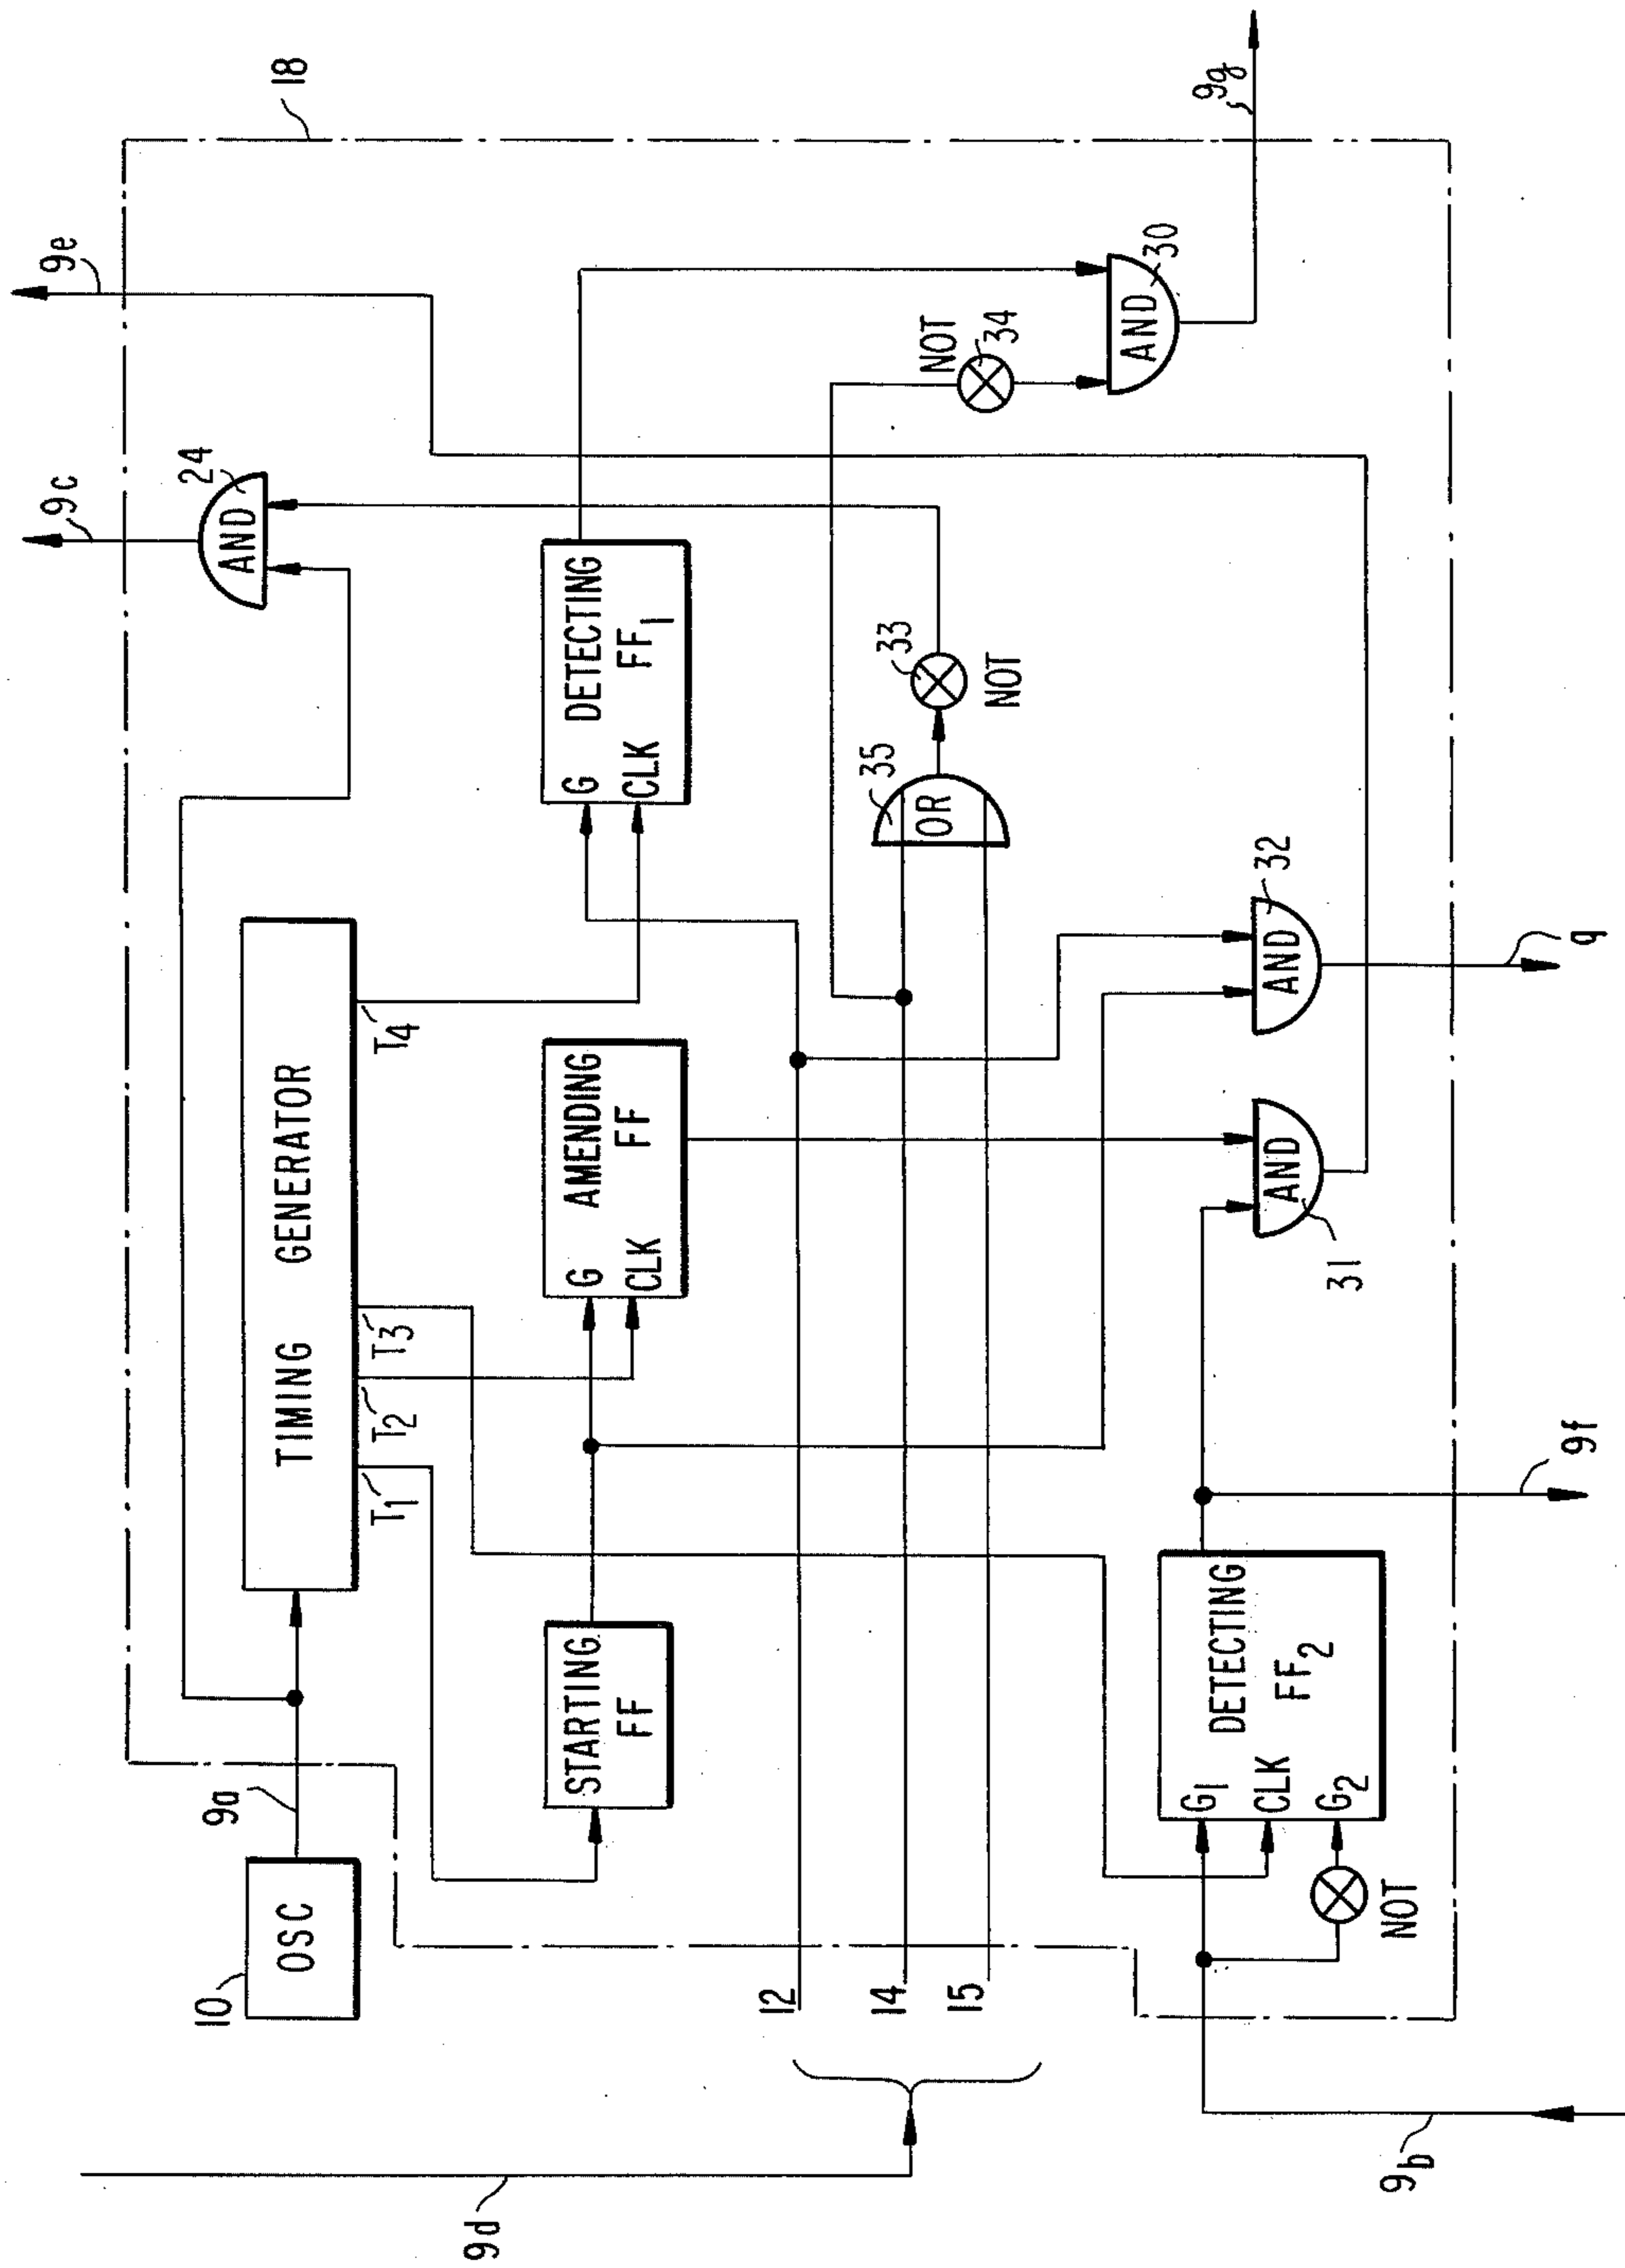 18
9e
9c
24
AND
9g
10
OSC
9a
TIMING GENERATOR
T1
T2
T3
T4
STARTING
FF
G AMENDING
FF
CLK
G DETECTING
FF1
CLK
NOT
34
AND
30
12
14
15
35
OR
33
NOT
9d
9b
G1
CLK
G2
DETECTING
FF2
NOT
9f
AND
31
AND
32
q